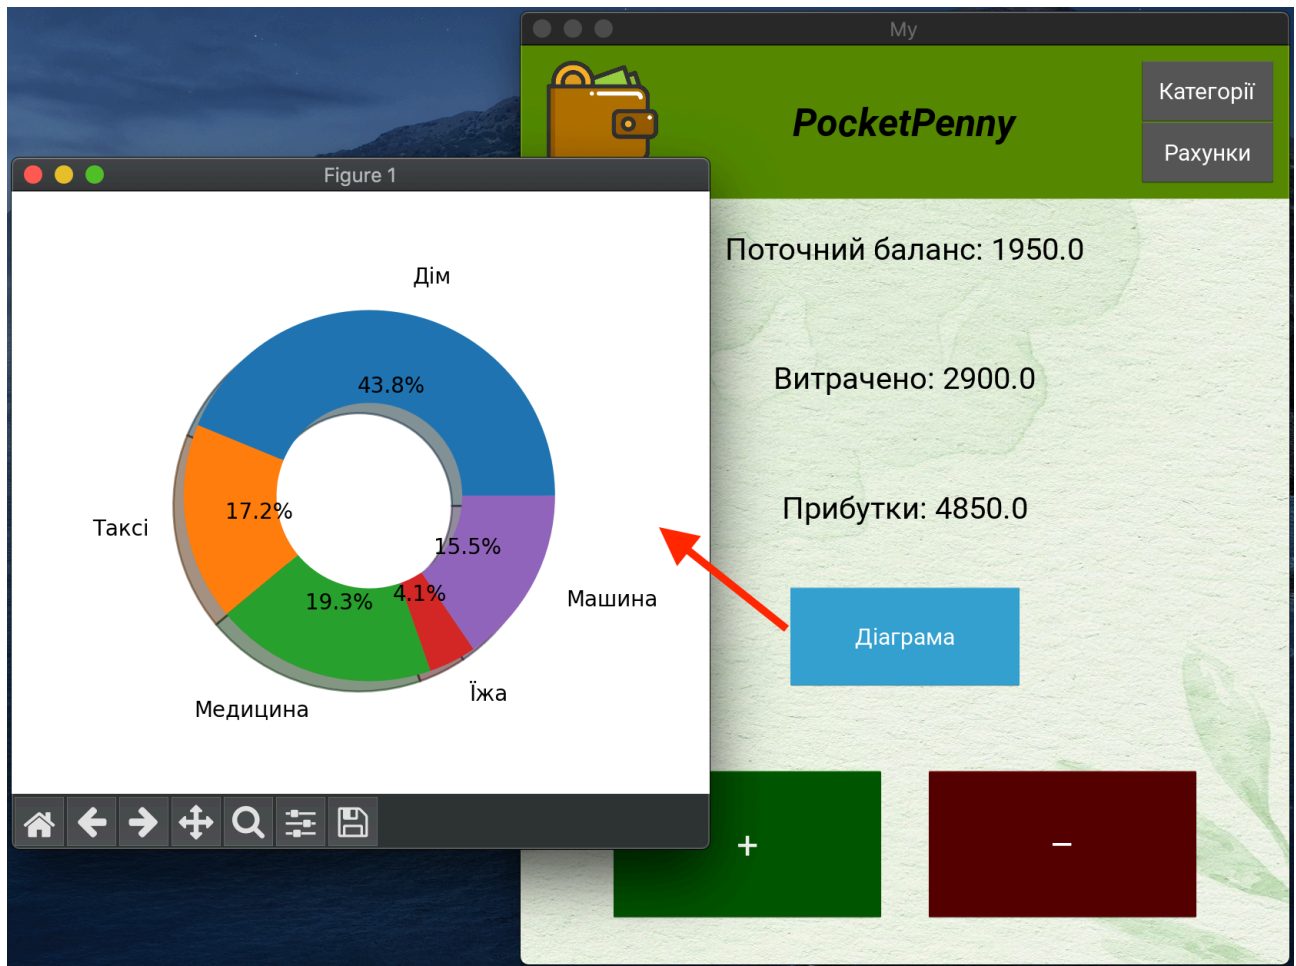 My
PocketPenny
Категорії
Рахунки
Figure 1
Поточний баланс: 1950.0
Витрачено: 2900.0
Прибутки: 4850.0
Діаграма
+
−
Дім
43.8%
Таксі
17.2%
15.5%
Машина
19.3%
4.1%
Медицина
Їжа